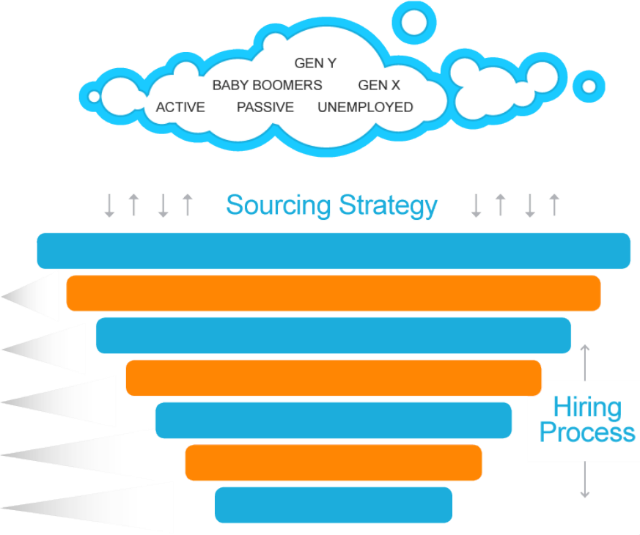 GEN Y
BABY BOOMERS GEN X
ACTIVE PASSIVE UNEMPLOYED
Sourcing Strategy
Hiring
Process